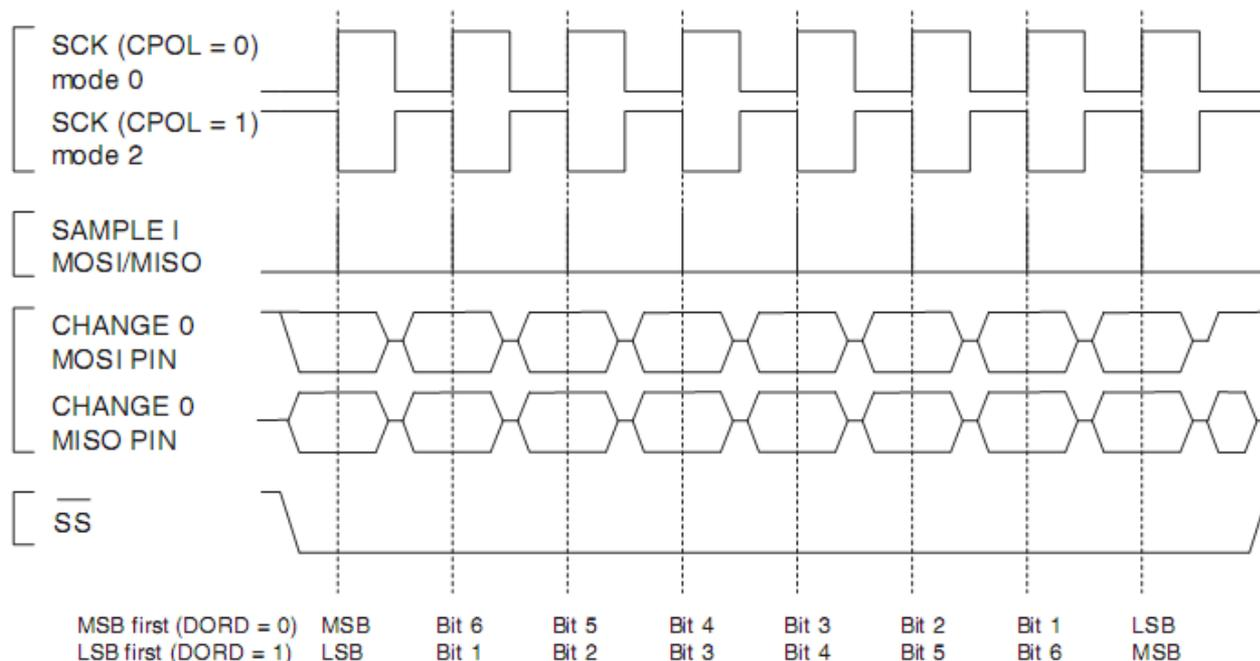 SCK (CPOL = 0)
mode 0
SCK (CPOL = 1)
mode 2
SAMPLE I
MOSI/MISO
CHANGE 0
MOSI PIN
CHANGE 0
MISO PIN
SS
MSB first (DORD = 0) MSB Bit 6 Bit 5 Bit 4 Bit 3 Bit 2 Bit 1 LSB
LSB first (DORD = 1) LSB Bit 1 Bit 2 Bit 3 Bit 4 Bit 5 Bit 6 MSB